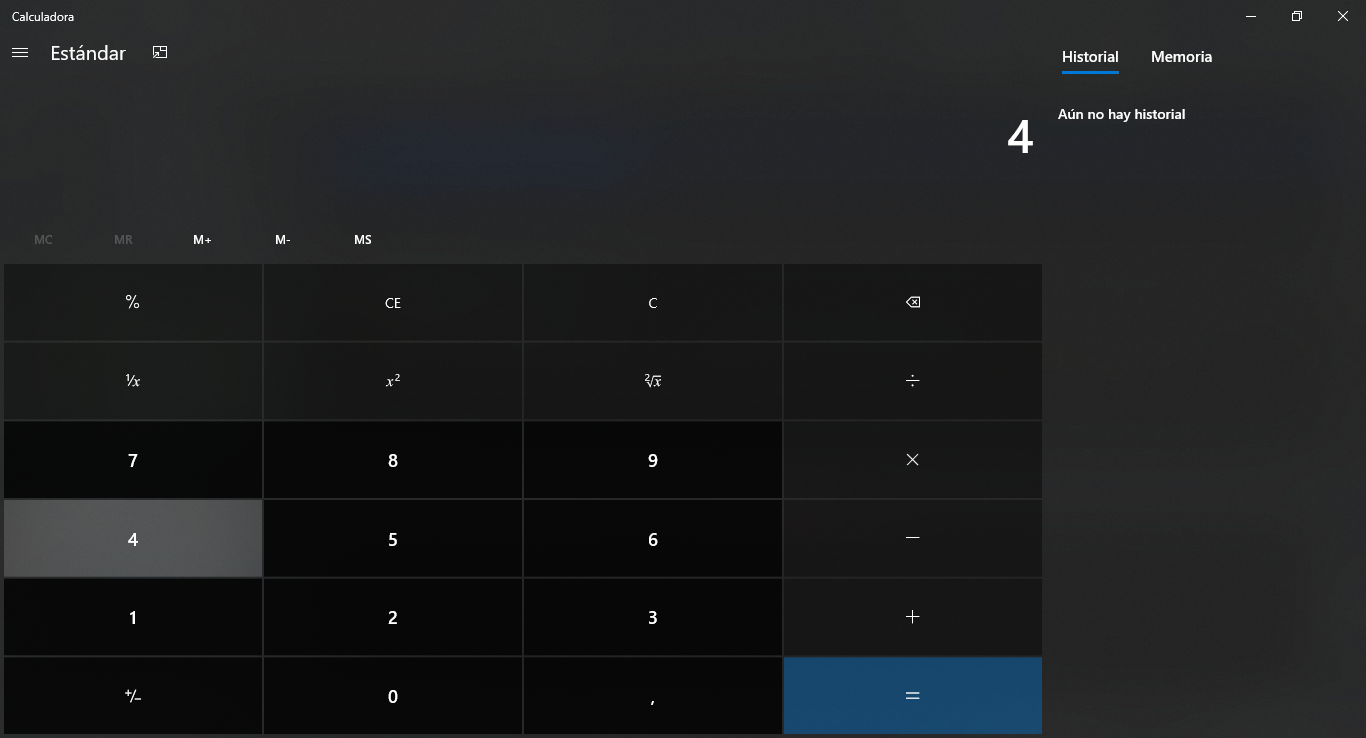 Calculadora
Estándar
Historial Memoria
Aún no hay historial
4
MC MR M+ M- MS
% CE C
¹/x x² ²√x ÷
7 8 9 ×
4 5 6 −
1 2 3 +
+/− 0 , =